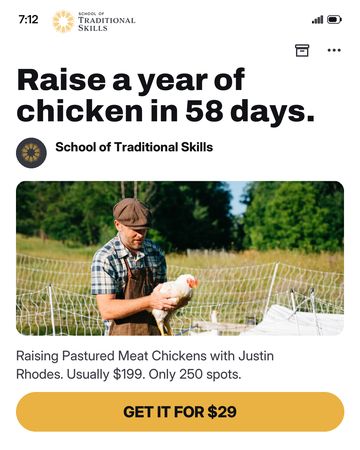 7:12
SCHOOL OF
TRADITIONAL
SKILLS
Raise a year of
chicken in 58 days.
School of Traditional Skills
Raising Pastured Meat Chickens with Justin
Rhodes. Usually $199. Only 250 spots.
GET IT FOR $29